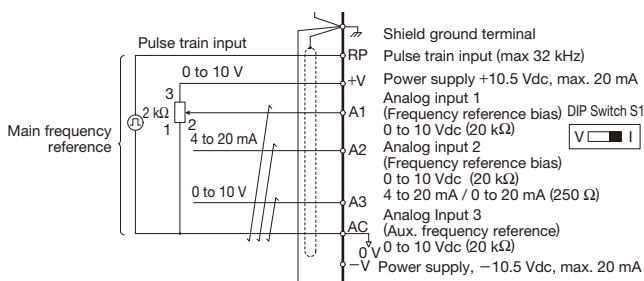 Shield ground terminal
Pulse train input
RP Pulse train input (max 32 kHz)
0 to 10 V
+V Power supply +10.5 Vdc, max. 20 mA
3
2 kΩ
2
1
Main frequency
reference
A1 Analog input 1
(Frequency reference bias)
0 to 10 Vdc (20 kΩ)
DIP Switch S1
V I
4 to 20 mA
A2 Analog input 2
(Frequency reference bias)
0 to 10 Vdc (20 kΩ)
4 to 20 mA / 0 to 20 mA (250 Ω)
0 to 10 V
A3 Analog Input 3
(Aux. frequency reference)
0 to 10 Vdc (20 kΩ)
AC
0 V
−V Power supply, −10.5 Vdc, max. 20 mA